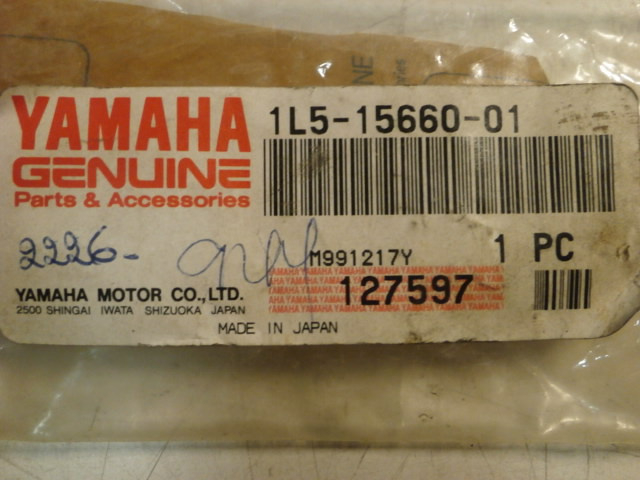 NE
YAMAHA
GENUINE
Parts & Accessories
1L5-15660-01
2226-
M991217Y
1 PC
127597
YAMAHA MOTOR CO.,LTD.
2500 SHINGAI IWATA SHIZUOKA JAPAN
MADE IN JAPAN